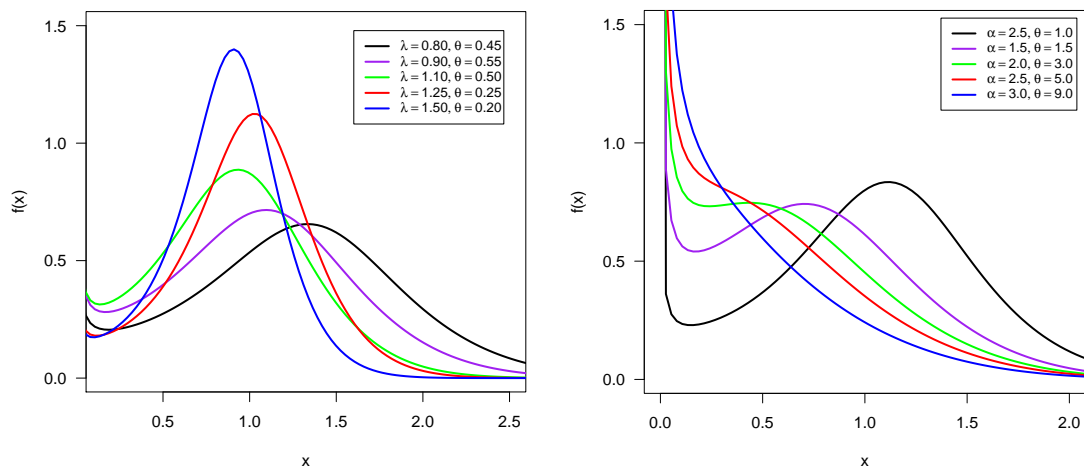 1.5
1.0
0.5
0.0
f(x)
0.5 1.0 1.5 2.0 2.5
x
λ = 0.80, θ = 0.45
λ = 0.90, θ = 0.55
λ = 1.10, θ = 0.50
λ = 1.25, θ = 0.25
λ = 1.50, θ = 0.20
1.5
1.0
0.5
0.0
f(x)
0.0 0.5 1.0 1.5 2.0
x
α = 2.5, θ = 1.0
α = 1.5, θ = 1.5
α = 2.0, θ = 3.0
α = 2.5, θ = 5.0
α = 3.0, θ = 9.0